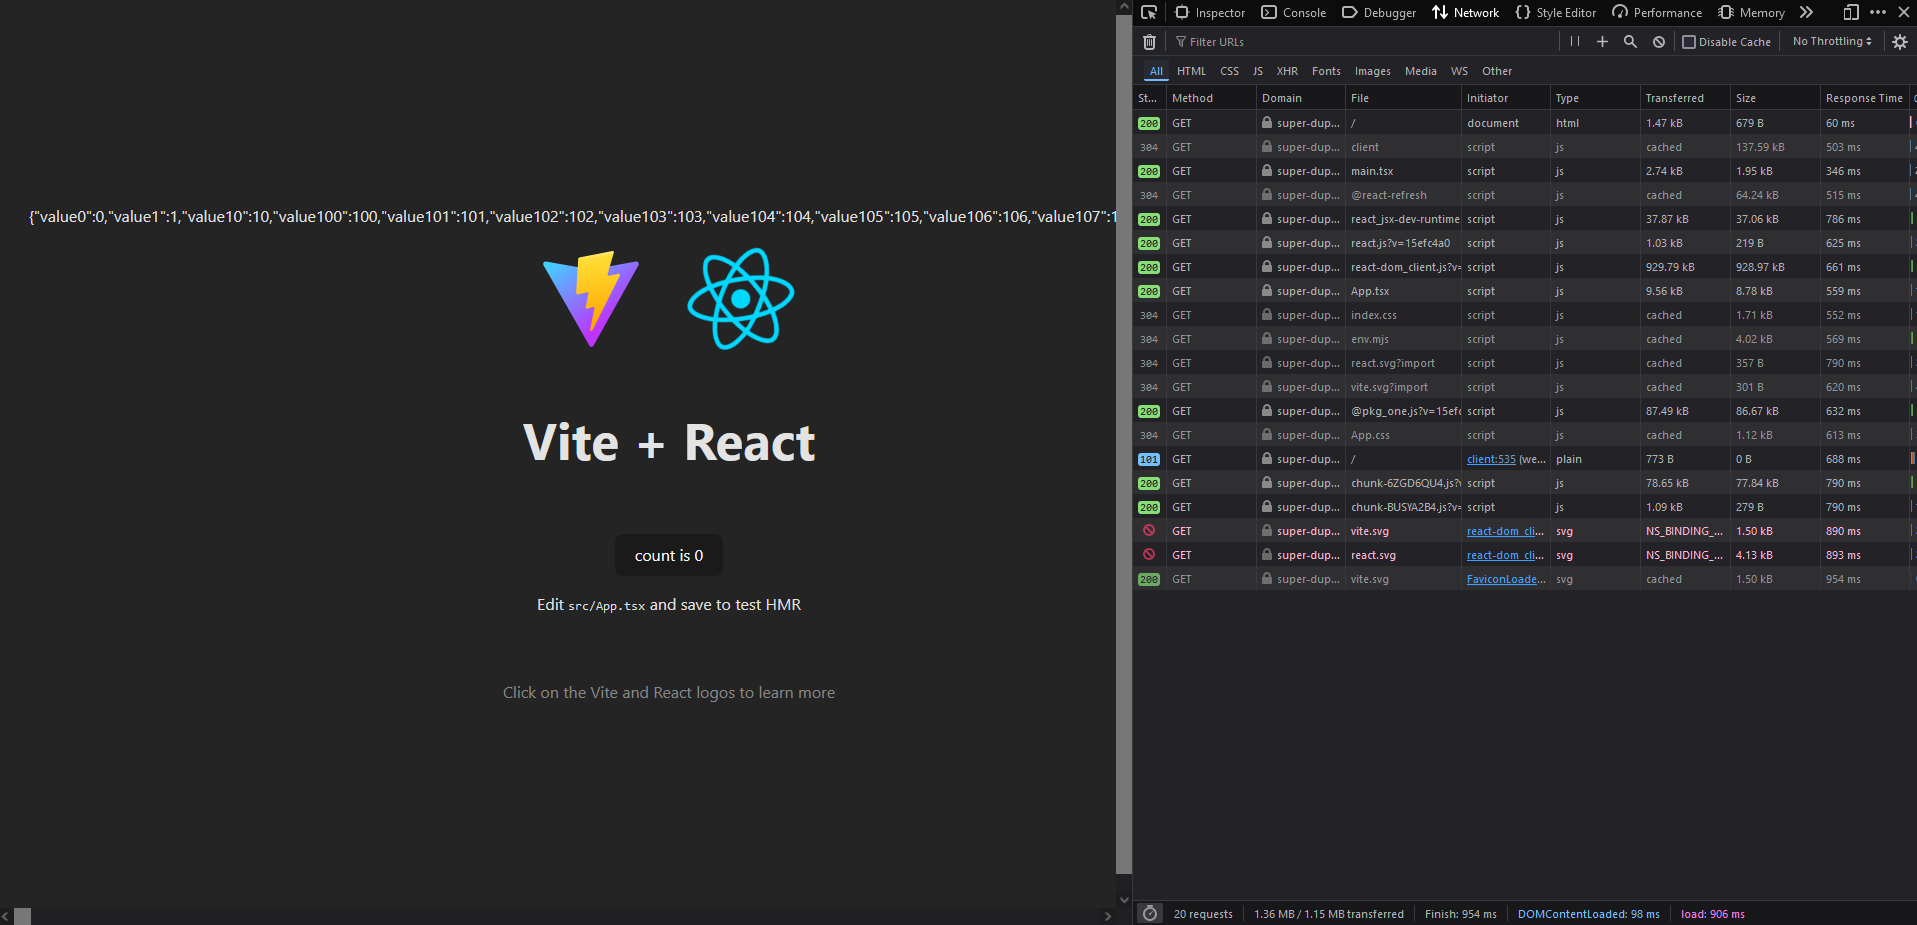 {"value0":0,"value1":1,"value10":10,"value100":100,"value101":101,"value102":102,"value103":103,"value104":104,"value105":105,"value106":106,"value107":1
Vite + React
count is 0
Edit src/App.tsx and save to test HMR
Click on the Vite and React logos to learn more
Inspector Console Debugger Network Style Editor Performance Memory
Filter URLs Disable Cache No Throttling
All HTML CSS JS XHR Fonts Images Media WS Other
St... Method Domain File Initiator Type Transferred Size Response Time
200 GET super-dup... / document html 1.47 kB 679 B 60 ms
304 GET super-dup... client script js cached 137.59 kB 503 ms
200 GET super-dup... main.tsx script js 2.74 kB 1.95 kB 346 ms
304 GET super-dup... @react-refresh script js cached 64.24 kB 515 ms
200 GET super-dup... react_jsx-dev-runtime script js 37.87 kB 37.06 kB 786 ms
200 GET super-dup... react.js?v=15efc4a0 script js 1.03 kB 219 B 625 ms
200 GET super-dup... react-dom_client.js?v= script js 929.79 kB 928.97 kB 661 ms
200 GET super-dup... App.tsx script js 9.56 kB 8.78 kB 559 ms
304 GET super-dup... index.css script js cached 1.71 kB 552 ms
304 GET super-dup... env.mjs script js cached 4.02 kB 569 ms
304 GET super-dup... react.svg?import script js cached 357 B 790 ms
304 GET super-dup... vite.svg?import script js cached 301 B 620 ms
200 GET super-dup... @pkg_one.js?v=15efc script js 87.49 kB 86.67 kB 632 ms
304 GET super-dup... App.css script js cached 1.12 kB 613 ms
101 GET super-dup... / client:535 (we... plain 773 B 0 B 688 ms
200 GET super-dup... chunk-6ZGD6QU4.js?v script js 78.65 kB 77.84 kB 790 ms
200 GET super-dup... chunk-BUSYA2B4.js?v= script js 1.09 kB 279 B 790 ms
GET super-dup... vite.svg react-dom_cli... svg NS_BINDING_... 1.50 kB 890 ms
GET super-dup... react.svg react-dom_cli... svg NS_BINDING_... 4.13 kB 893 ms
200 GET super-dup... vite.svg FaviconLoade... svg cached 1.50 kB 954 ms
20 requests 1.36 MB / 1.15 MB transferred Finish: 954 ms DOMContentLoaded: 98 ms load: 906 ms